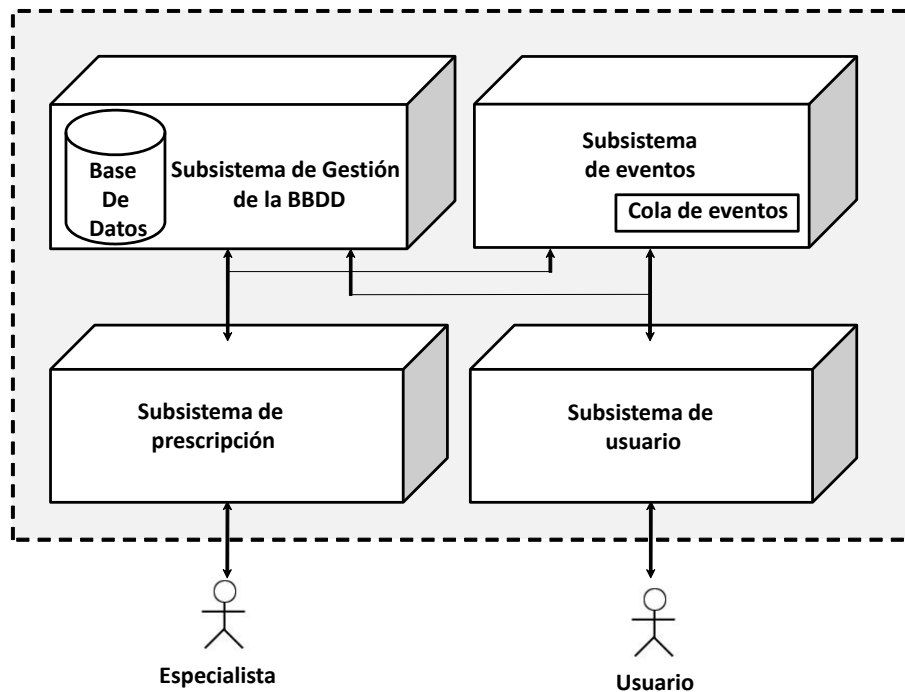 Base
De
Datos
Subsistema de Gestión
de la BBDD
Subsistema
de eventos
Cola de eventos
Subsistema de
prescripción
Subsistema de
usuario
Especialista
Usuario